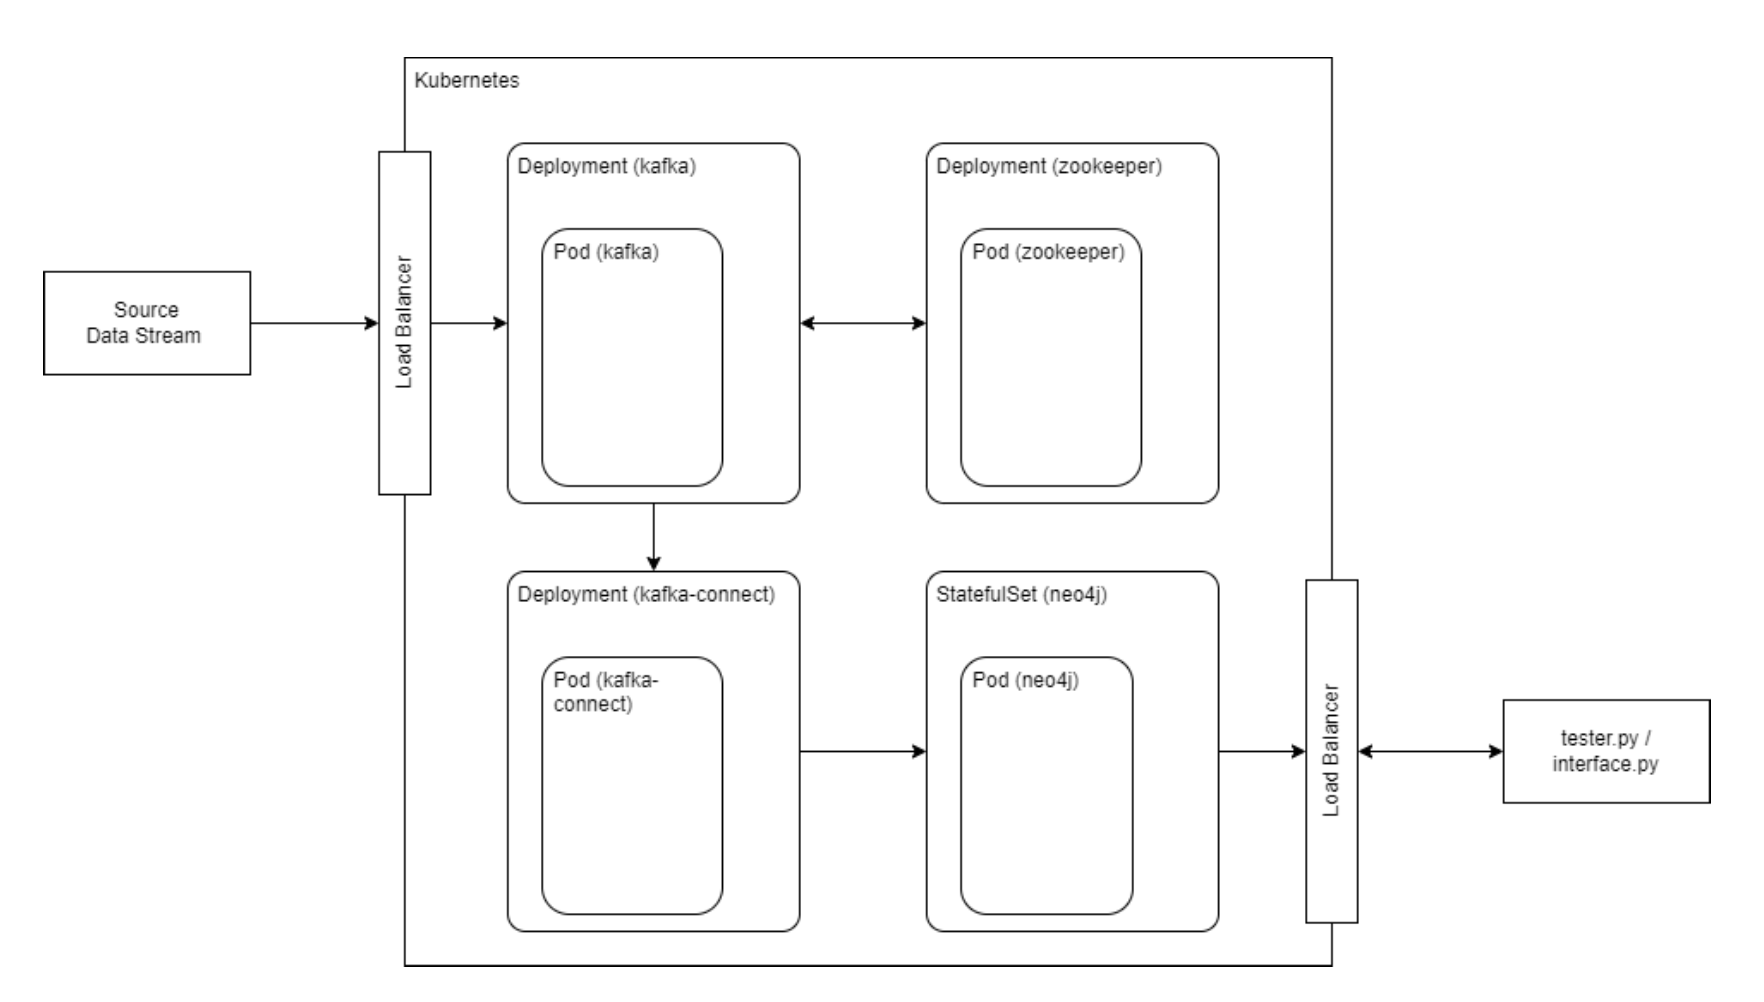 Kubernetes
Deployment (kafka)
Deployment (zookeeper)
Pod (kafka)
Pod (zookeeper)
Source
Data Stream
Load Balancer
Deployment (kafka-connect)
StatefulSet (neo4j)
Pod (kafka-
connect)
Pod (neo4j)
Load Balancer
tester.py /
interface.py